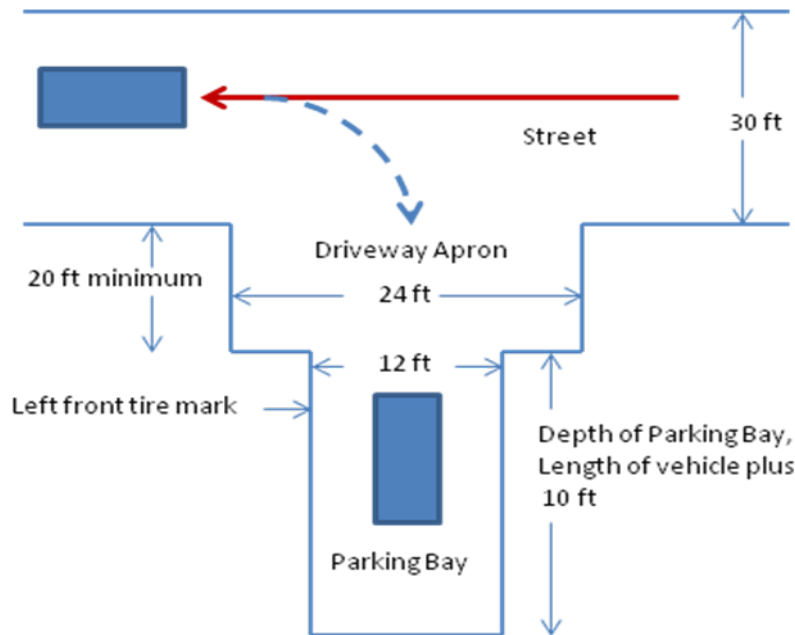 Street
30 ft
Driveway Apron
20 ft minimum
24 ft
12 ft
Left front tire mark
Depth of Parking Bay,
Length of vehicle plus
10 ft
Parking Bay